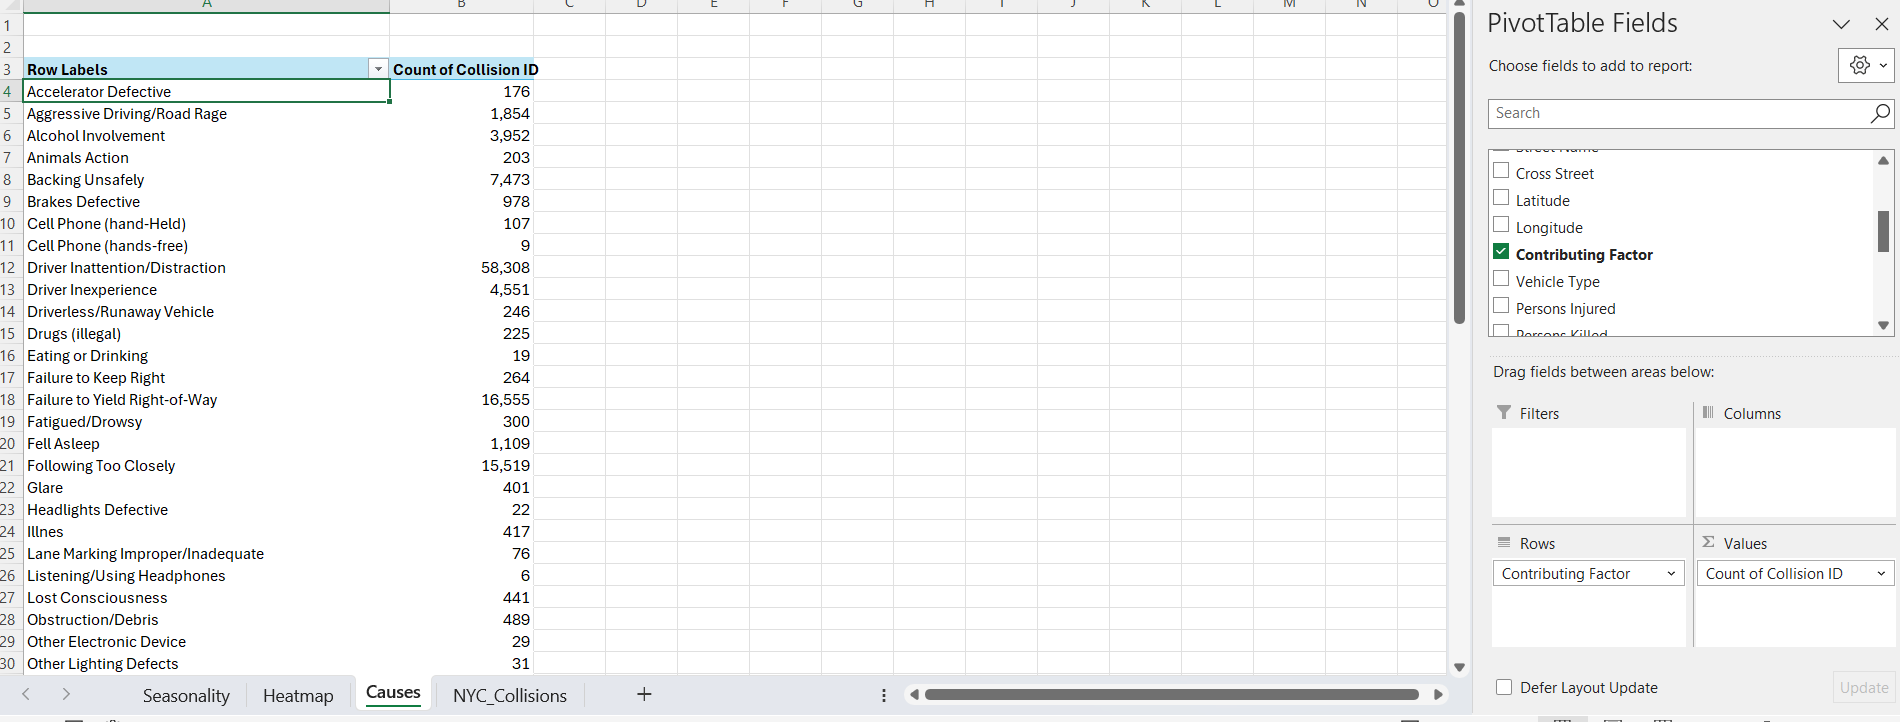 A B C D E F G H I J K L M N O
1
2
3 Row Labels Count of Collision ID
4 Accelerator Defective 176
5 Aggressive Driving/Road Rage 1,854
6 Alcohol Involvement 3,952
7 Animals Action 203
8 Backing Unsafely 7,473
9 Brakes Defective 978
10 Cell Phone (hand-Held) 107
11 Cell Phone (hands-free) 9
12 Driver Inattention/Distraction 58,308
13 Driver Inexperience 4,551
14 Driverless/Runaway Vehicle 246
15 Drugs (illegal) 225
16 Eating or Drinking 19
17 Failure to Keep Right 264
18 Failure to Yield Right-of-Way 16,555
19 Fatigued/Drowsy 300
20 Fell Asleep 1,109
21 Following Too Closely 15,519
22 Glare 401
23 Headlights Defective 22
24 Illnes 417
25 Lane Marking Improper/Inadequate 76
26 Listening/Using Headphones 6
27 Lost Consciousness 441
28 Obstruction/Debris 489
29 Other Electronic Device 29
30 Other Lighting Defects 31
Seasonality Heatmap Causes NYC_Collisions
PivotTable Fields
Choose fields to add to report:
Search
Street Name
Cross Street
Latitude
Longitude
Contributing Factor
Vehicle Type
Persons Injured
Persons Killed
Drag fields between areas below:
Filters Columns
Rows Σ Values
Contributing Factor Count of Collision ID
Defer Layout Update Update